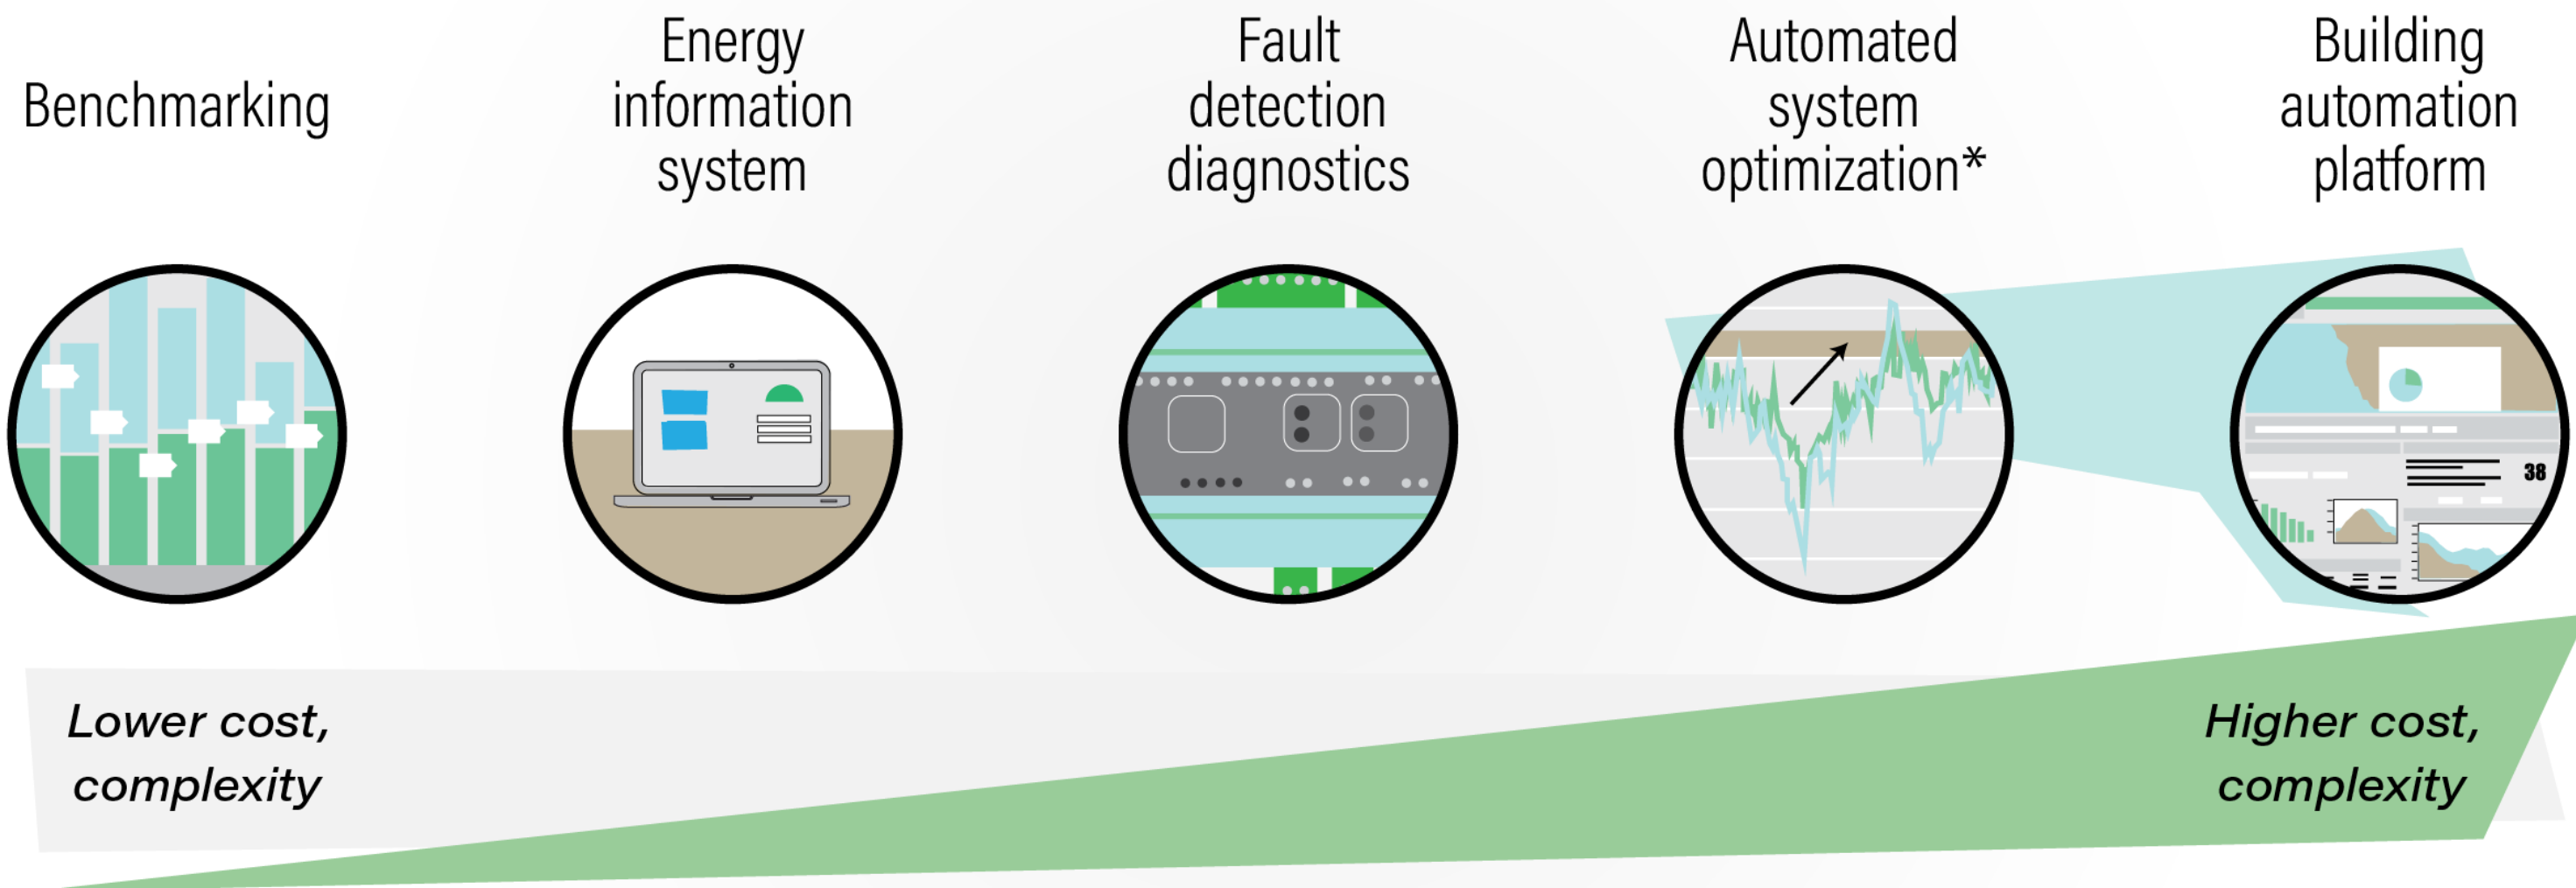 Benchmarking
Energy
information
system
Fault
detection
diagnostics
Automated
system
optimization*
Building
automation
platform
38
Lower cost,
complexity
Higher cost,
complexity